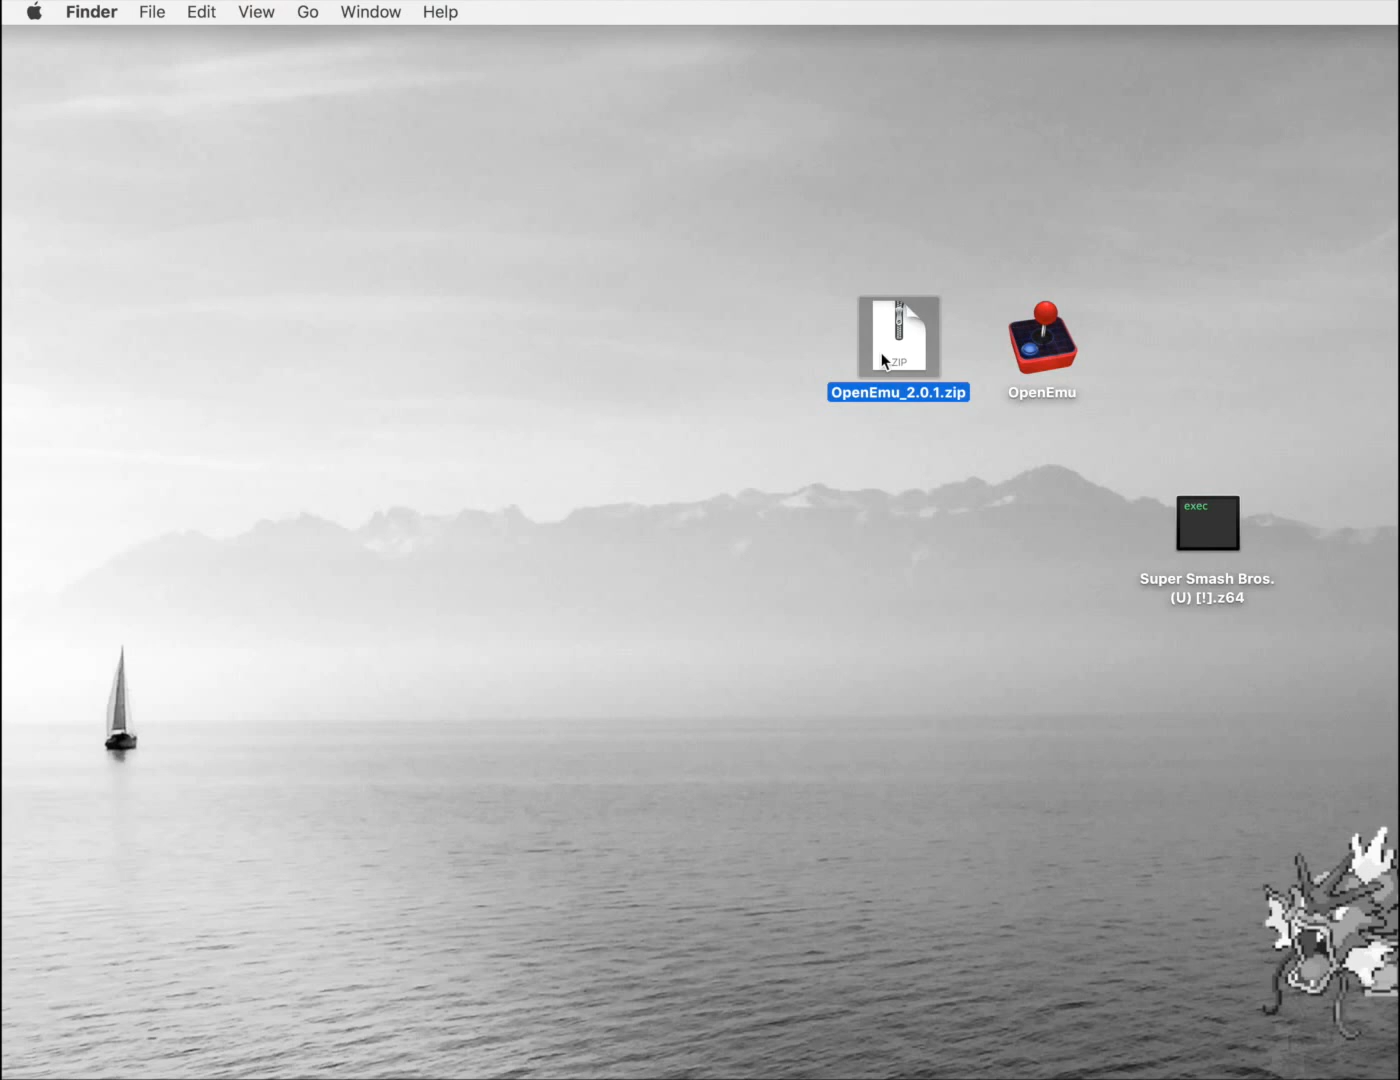 Finder File Edit View Go Window Help
ZIP
OpenEmu_2.0.1.zip
OpenEmu
exec
Super Smash Bros.
(U) [!].z64